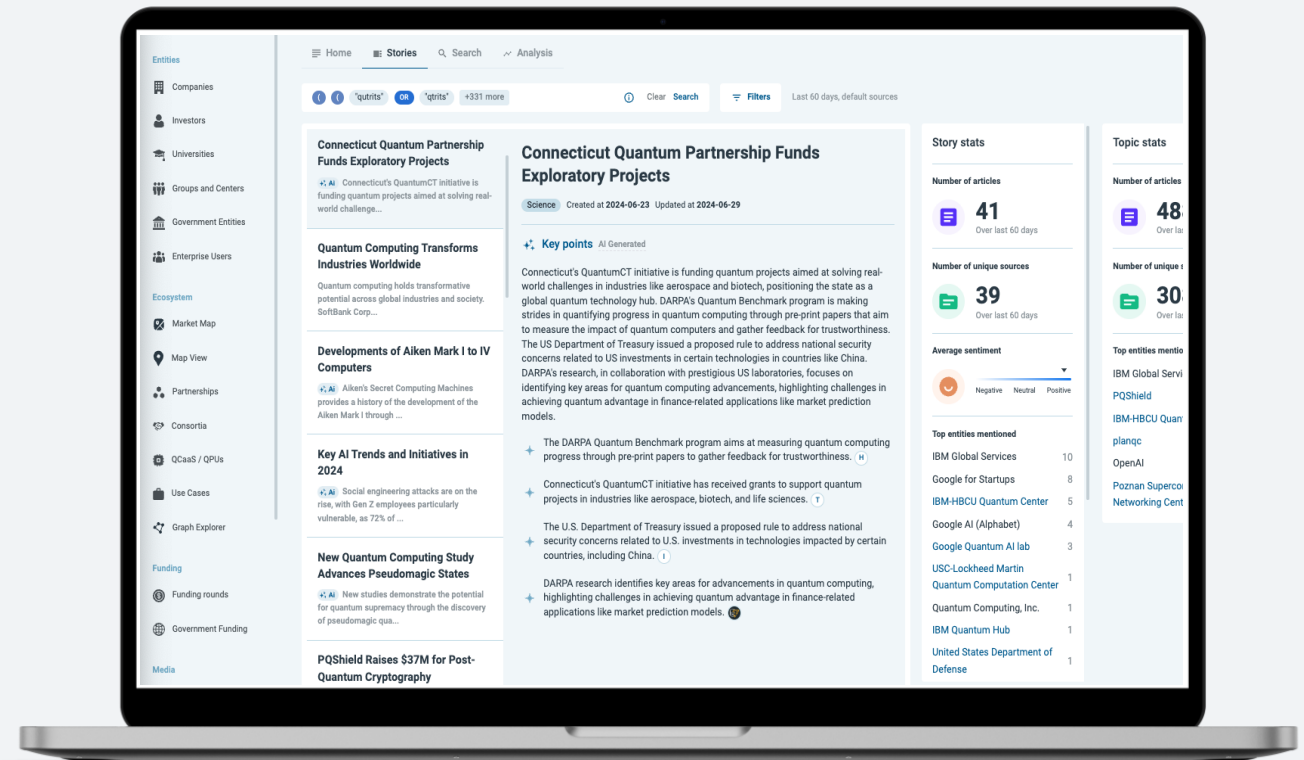 Entities
Companies
Investors
Universities
Groups and Centers
Government Entities
Enterprise Users
Ecosystem
Market Map
Map View
Partnerships
Consortia
QCaaS / QPUs
Use Cases
Graph Explorer
Funding
Funding rounds
Government Funding
Media
Home
Stories
Search
Analysis
( ( "qutrits" OR "qtrits" +331 more
Clear Search
Filters
Last 60 days, default sources
Connecticut Quantum Partnership
Funds Exploratory Projects
Ai Connecticut's QuantumCT initiative is
funding quantum projects aimed at solving real-
world challenge...
Quantum Computing Transforms
Industries Worldwide
Quantum computing holds transformative
potential across global industries and society.
SoftBank Corp...
Developments of Aiken Mark I to IV
Computers
Ai Aiken's Secret Computing Machines
provides a history of the development of the
Aiken Mark I through ...
Key AI Trends and Initiatives in
2024
Ai Social engineering attacks are on the
rise, with Gen Z employees particularly
vulnerable, as 72% of ...
New Quantum Computing Study
Advances Pseudomagic States
Ai New studies demonstrate the potential
for quantum supremacy through the discovery
of pseudomagic qua...
PQShield Raises $37M for Post-
Quantum Cryptography
Connecticut Quantum Partnership Funds
Exploratory Projects
Science Created at 2024-06-23 Updated at 2024-06-29
Key points AI Generated
Connecticut's QuantumCT initiative is funding quantum projects aimed at solving real-
world challenges in industries like aerospace and biotech, positioning the state as a
global quantum technology hub. DARPA's Quantum Benchmark program is making
strides in quantifying progress in quantum computing through pre-print papers that aim
to measure the impact of quantum computers and gather feedback for trustworthiness.
The US Department of Treasury issued a proposed rule to address national security
concerns related to US investments in certain technologies in countries like China.
DARPA's research, in collaboration with prestigious US laboratories, focuses on
identifying key areas for quantum computing advancements, highlighting challenges in
achieving quantum advantage in finance-related applications like market prediction
models.
The DARPA Quantum Benchmark program aims at measuring quantum computing
progress through pre-print papers to gather feedback for trustworthiness. H
Connecticut's QuantumCT initiative has received grants to support quantum
projects in industries like aerospace, biotech, and life sciences. T
The U.S. Department of Treasury issued a proposed rule to address national
security concerns related to U.S. investments in technologies impacted by certain
countries, including China. I
DARPA research identifies key areas for advancements in quantum computing,
highlighting challenges in achieving quantum advantage in finance-related
applications like market prediction models.
Story stats
Number of articles
41
Over last 60 days
Number of unique sources
39
Over last 60 days
Average sentiment
Negative Neutral Positive
Top entities mentioned
IBM Global Services 10
Google for Startups 8
IBM-HBCU Quantum Center 5
Google AI (Alphabet) 4
Google Quantum AI lab 3
USC-Lockheed Martin
Quantum Computation Center 1
Quantum Computing, Inc. 1
IBM Quantum Hub 1
United States Department of
Defense 1
Topic stats
Number of articles
48
Over la
Number of unique s
30
Over la
Top entities mentio
IBM Global Servi
PQShield
IBM-HBCU Quan
planqc
OpenAI
Poznan Superco
Networking Cent